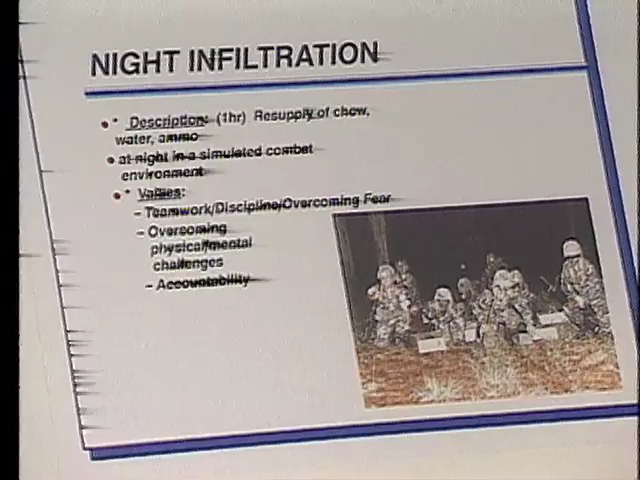 NIGHT INFILTRATION
• * Description: (1hr) Resupply of chow,
water, ammo
• at night in a simulated combat
environment
• * Values:
– Teamwork/Discipline/Overcoming Fear
– Overcoming
physical/mental
challenges
– Accountability